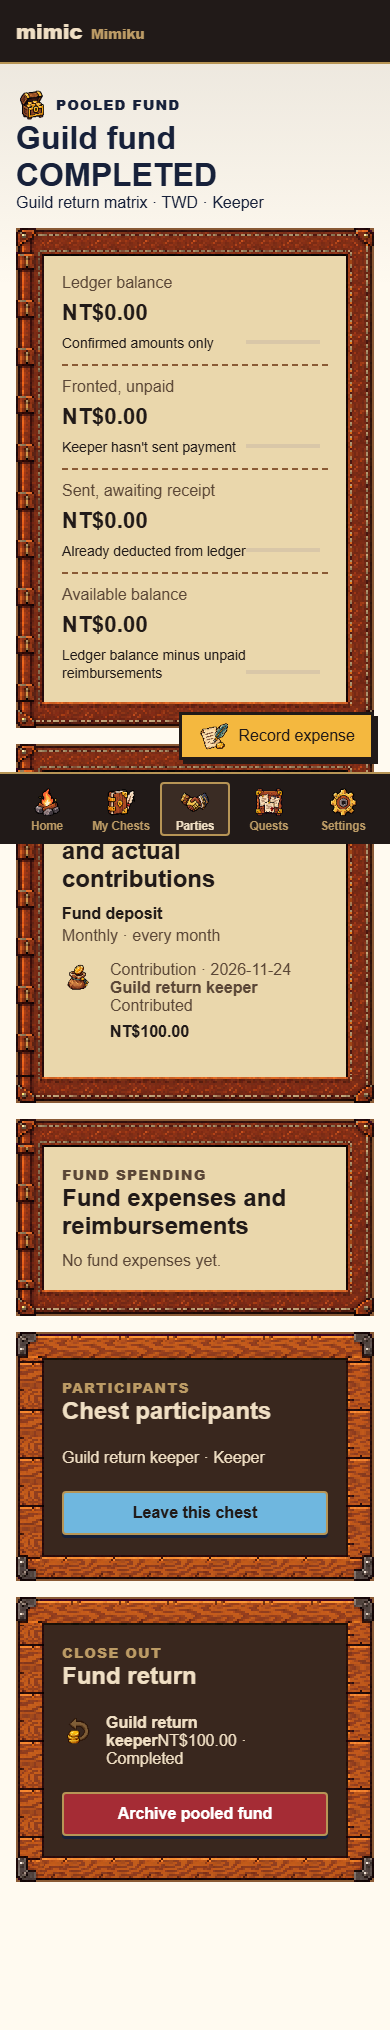 mimic Mimiku
POOLED FUND
Guild fund
COMPLETED
Guild return matrix · TWD · Keeper
Ledger balance
NT$0.00
Confirmed amounts only
Fronted, unpaid
NT$0.00
Keeper hasn't sent payment
Sent, awaiting receipt
NT$0.00
Already deducted from ledger
Available balance
NT$0.00
Ledger balance minus unpaid
reimbursements
Record expense
Home
My Chests
Parties
Quests
Settings
and actual
contributions
Fund deposit
Monthly · every month
Contribution · 2026-11-24
Guild return keeper
Contributed
NT$100.00
FUND SPENDING
Fund expenses and
reimbursements
No fund expenses yet.
PARTICIPANTS
Chest participants
Guild return keeper · Keeper
Leave this chest
CLOSE OUT
Fund return
Guild return
keeperNT$100.00 ·
Completed
Archive pooled fund